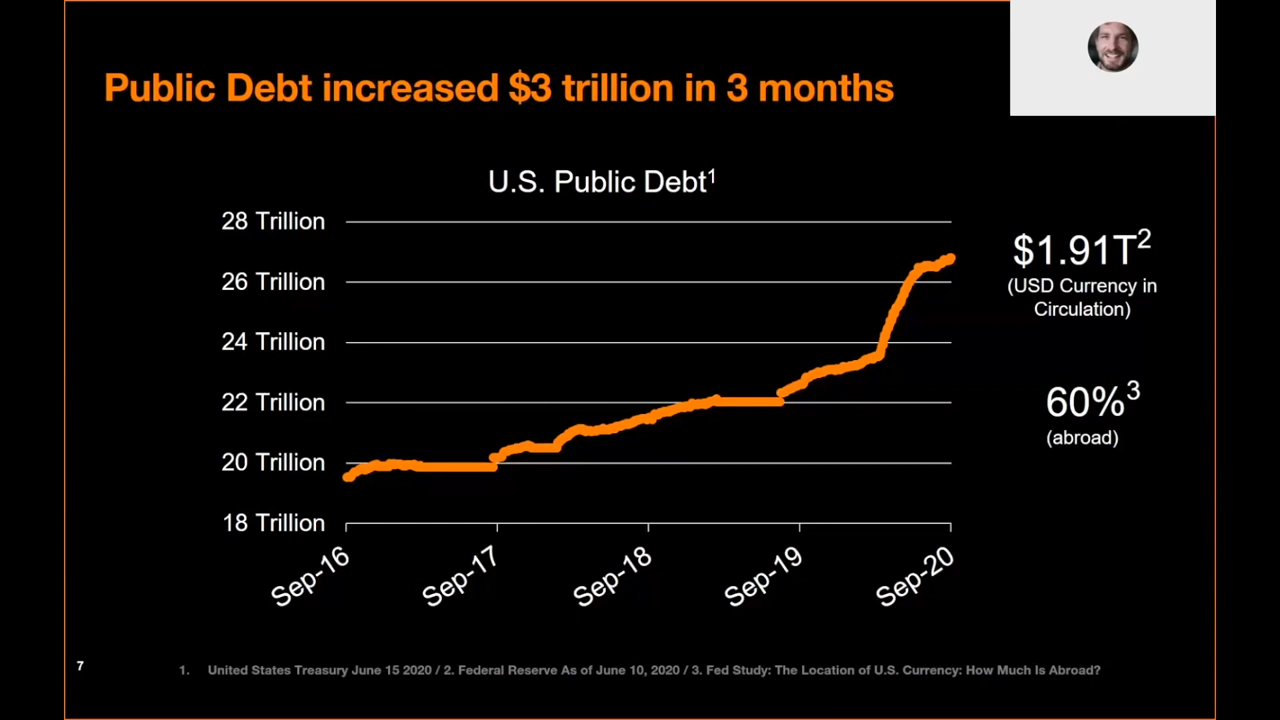 Public Debt increased $3 trillion in 3 months
U.S. Public Debt¹
28 Trillion
26 Trillion
24 Trillion
22 Trillion
20 Trillion
18 Trillion
Sep-16
Sep-17
Sep-18
Sep-19
Sep-20
$1.91T²
(USD Currency in
Circulation)
60%³
(abroad)
7
1. United States Treasury June 15 2020 / 2. Federal Reserve As of June 10, 2020 / 3. Fed Study: The Location of U.S. Currency: How Much Is Abroad?